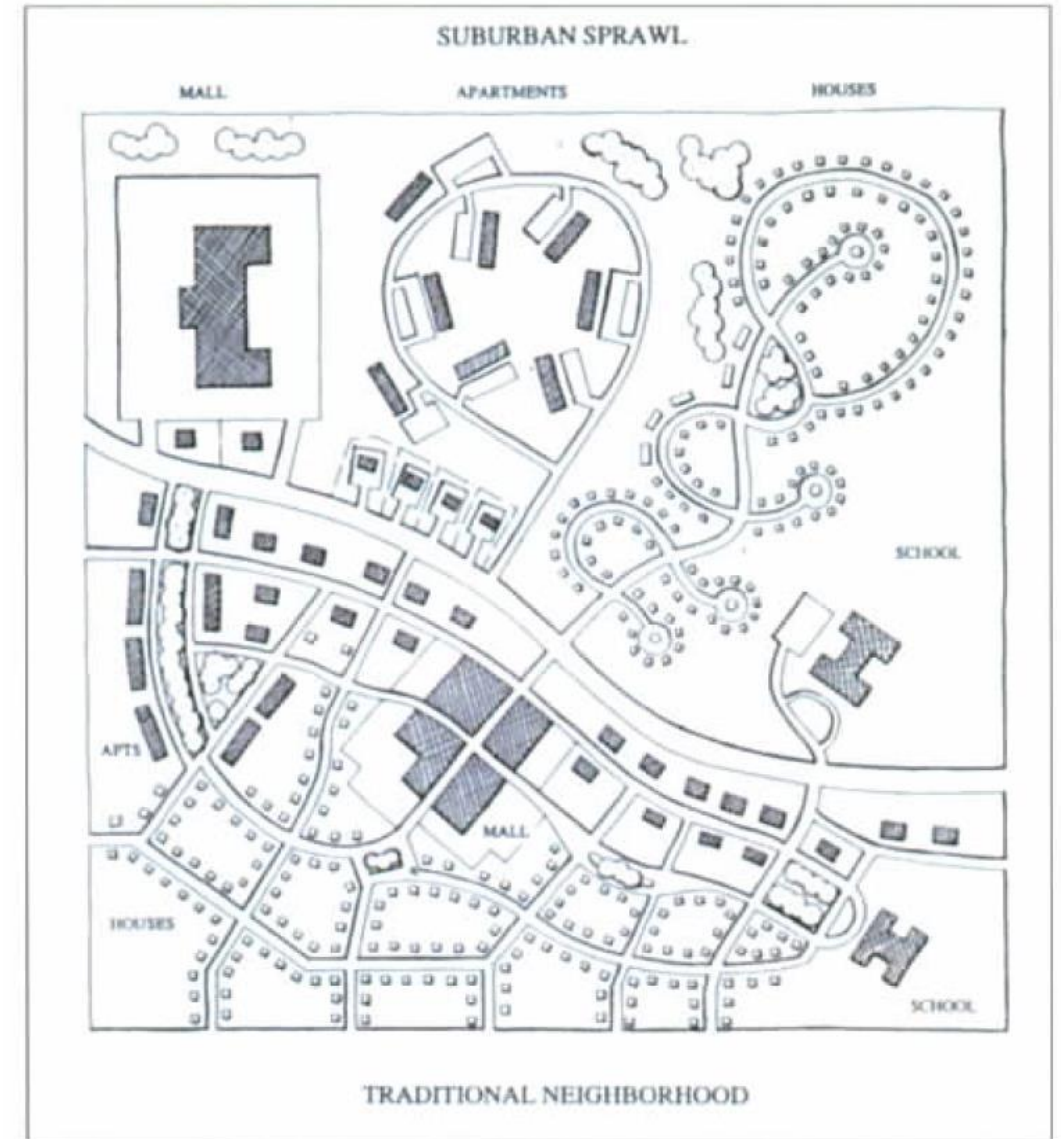 SUBURBAN SPRAWL
MALL APARTMENTS HOUSES
SCHOOL
APTS
MALL
HOUSES
SCHOOL
TRADITIONAL NEIGHBORHOOD